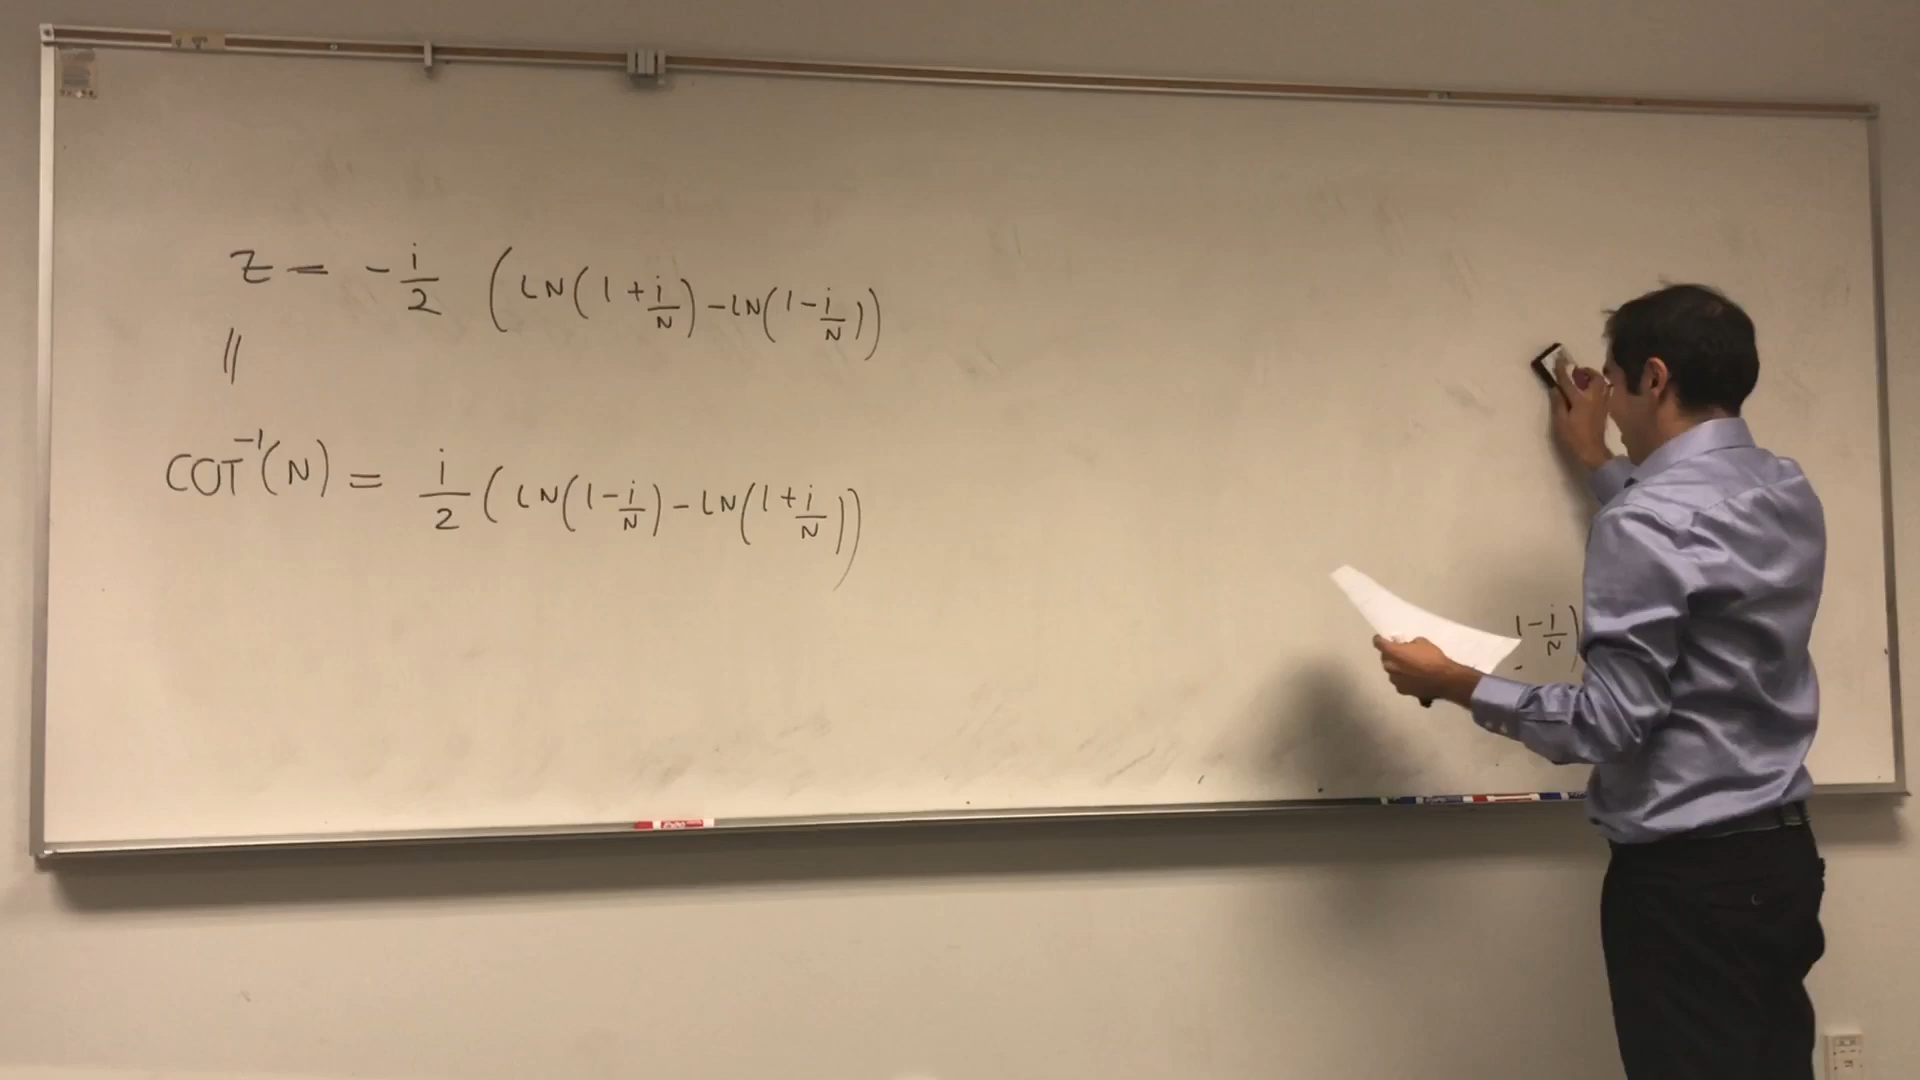 Z = - i/2 (LN(1 + i/N) - LN(1 - i/N))
//
COT^-1(N) = i/2 (LN(1 - i/N) - LN(1 + i/N))
1 - i/N)